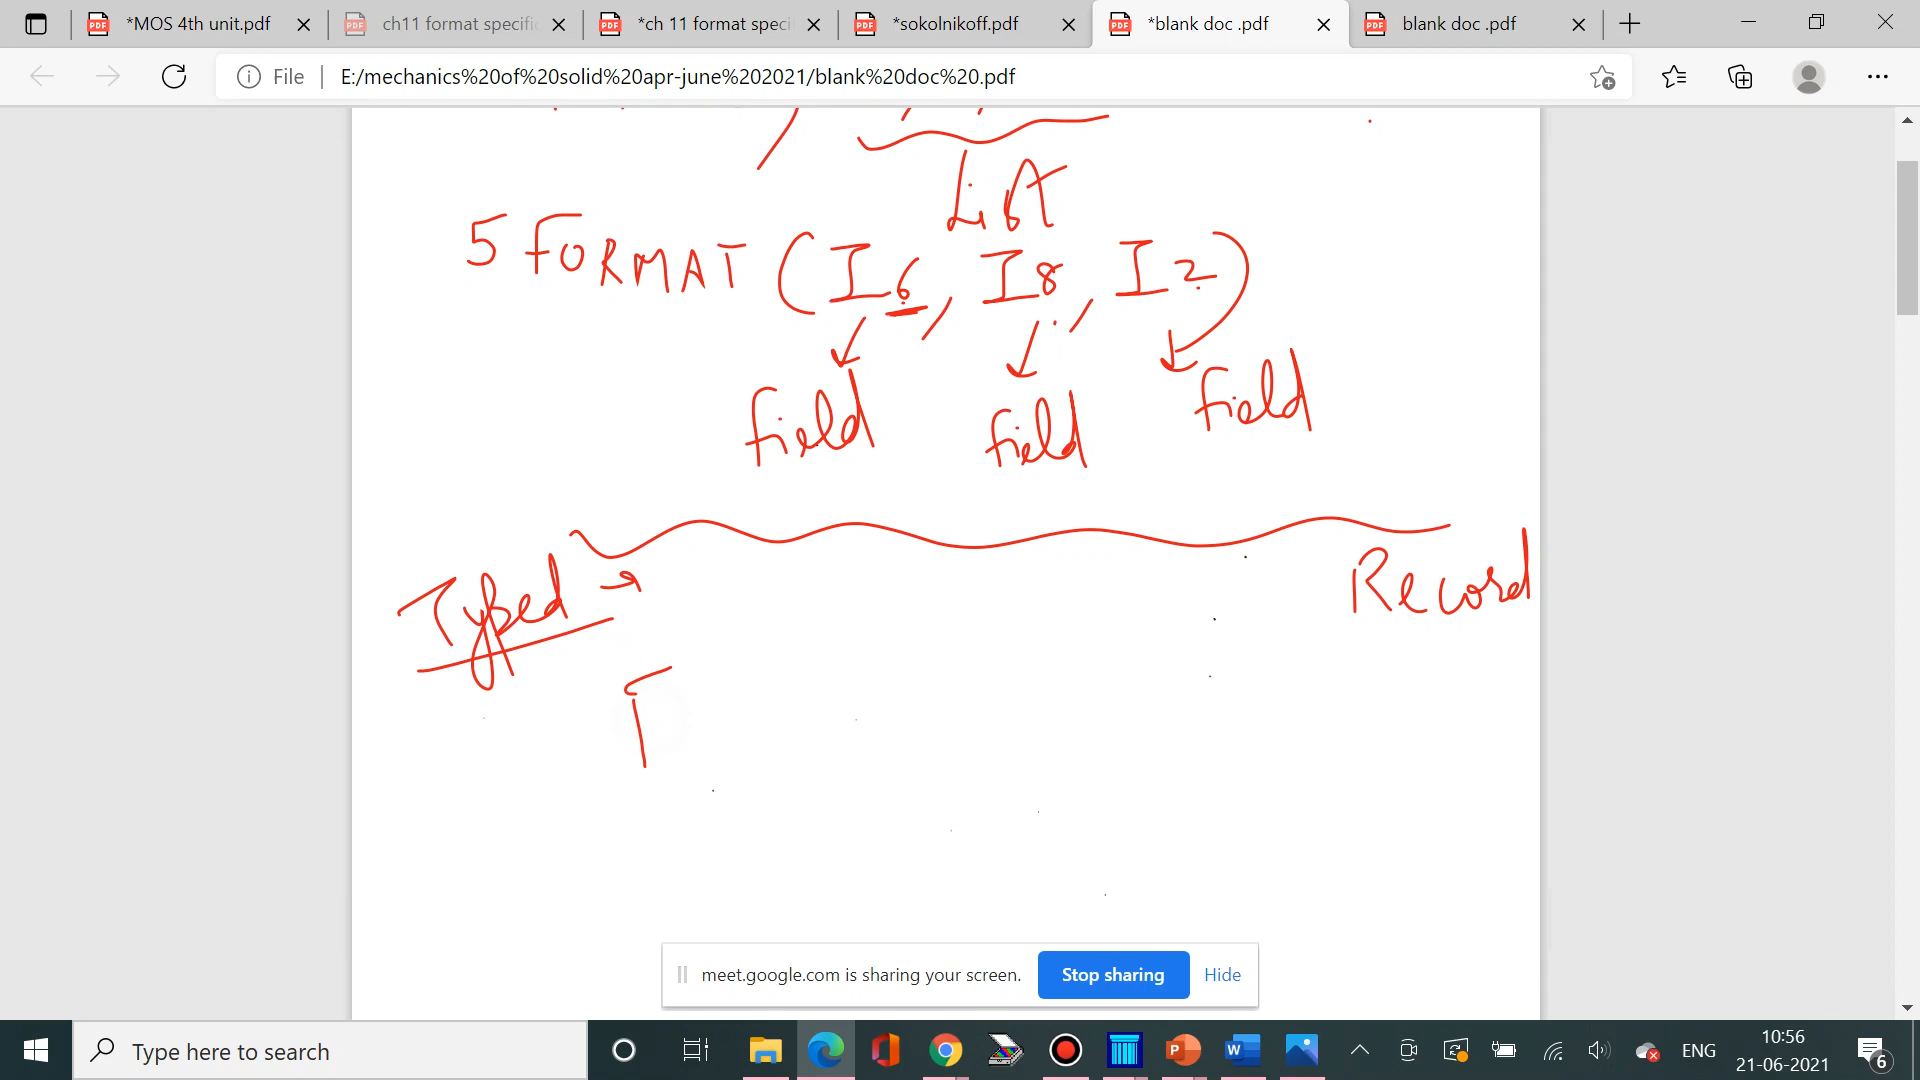 *MOS 4th unit.pdf
ch11 format specific
*ch 11 format speci
*sokolnikoff.pdf
*blank doc .pdf
blank doc .pdf
File
E:/mechanics%20of%20solid%20apr-june%202021/blank%20doc%20.pdf
List
5 FORMAT (I6, I8, I2)
field
field
field
Typed →
Record
meet.google.com is sharing your screen.
Stop sharing
Hide
Type here to search
ENG
10:56
21-06-2021
6